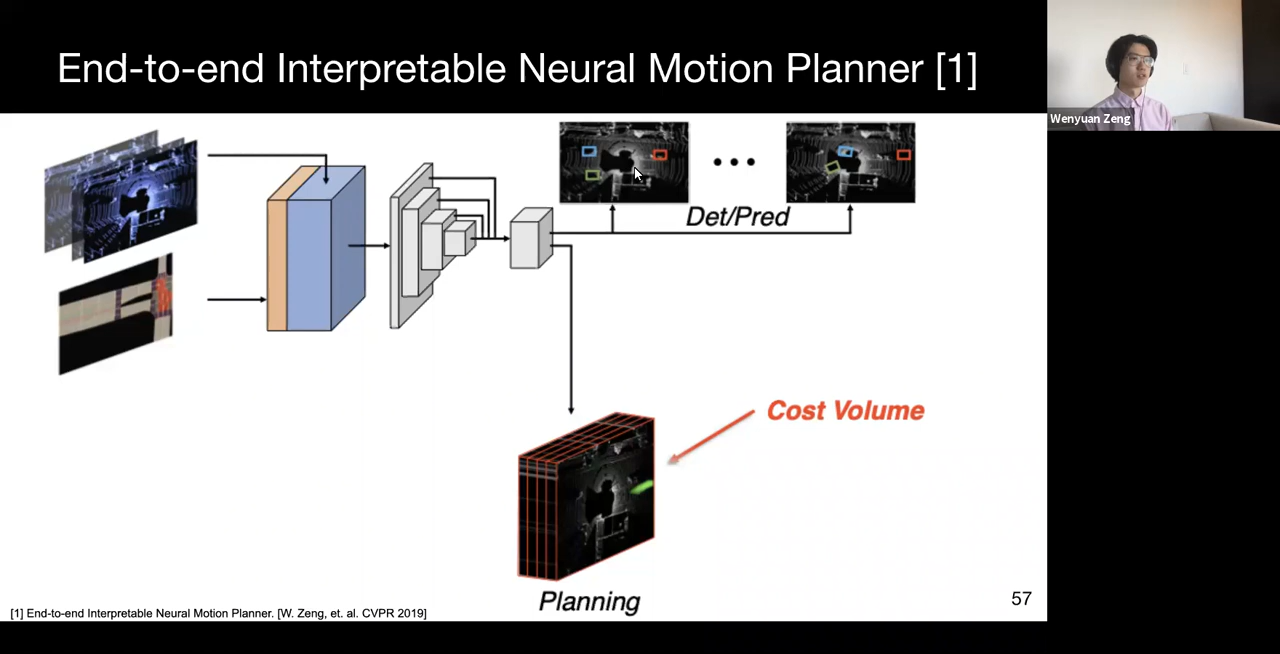 End-to-end Interpretable Neural Motion Planner [1]
Wenyuan Zeng
Det/Pred
Cost Volume
Planning
57
[1] End-to-end Interpretable Neural Motion Planner. [W. Zeng, et. al. CVPR 2019]